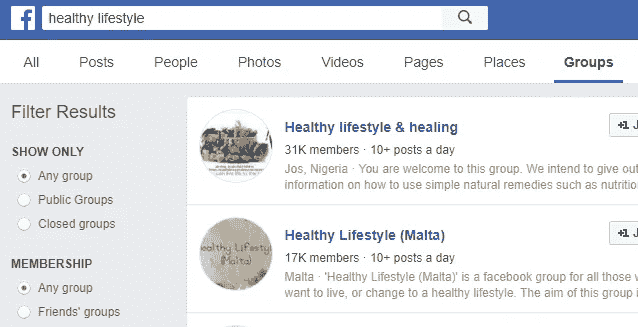 f
healthy lifestyle
All Posts People Photos Videos Pages Places Groups
Filter Results
SHOW ONLY
Any group
Public Groups
Closed groups
MEMBERSHIP
Any group
Friends' groups
Healthy lifestyle & healing
+1 J
31K members · 10+ posts a day
Jos, Nigeria · You are welcome to this group. We intend to give out
information on how to use simple natural remedies such as nutritio
ealthy Lifesty
(Malta)
Healthy Lifestyle (Malta)
+1 J
17K members · 10+ posts a day
Malta · 'Healthy Lifestyle (Malta)' is a facebook group for all those w
want to live, or change to a healthy lifestyle. The aim of this group i